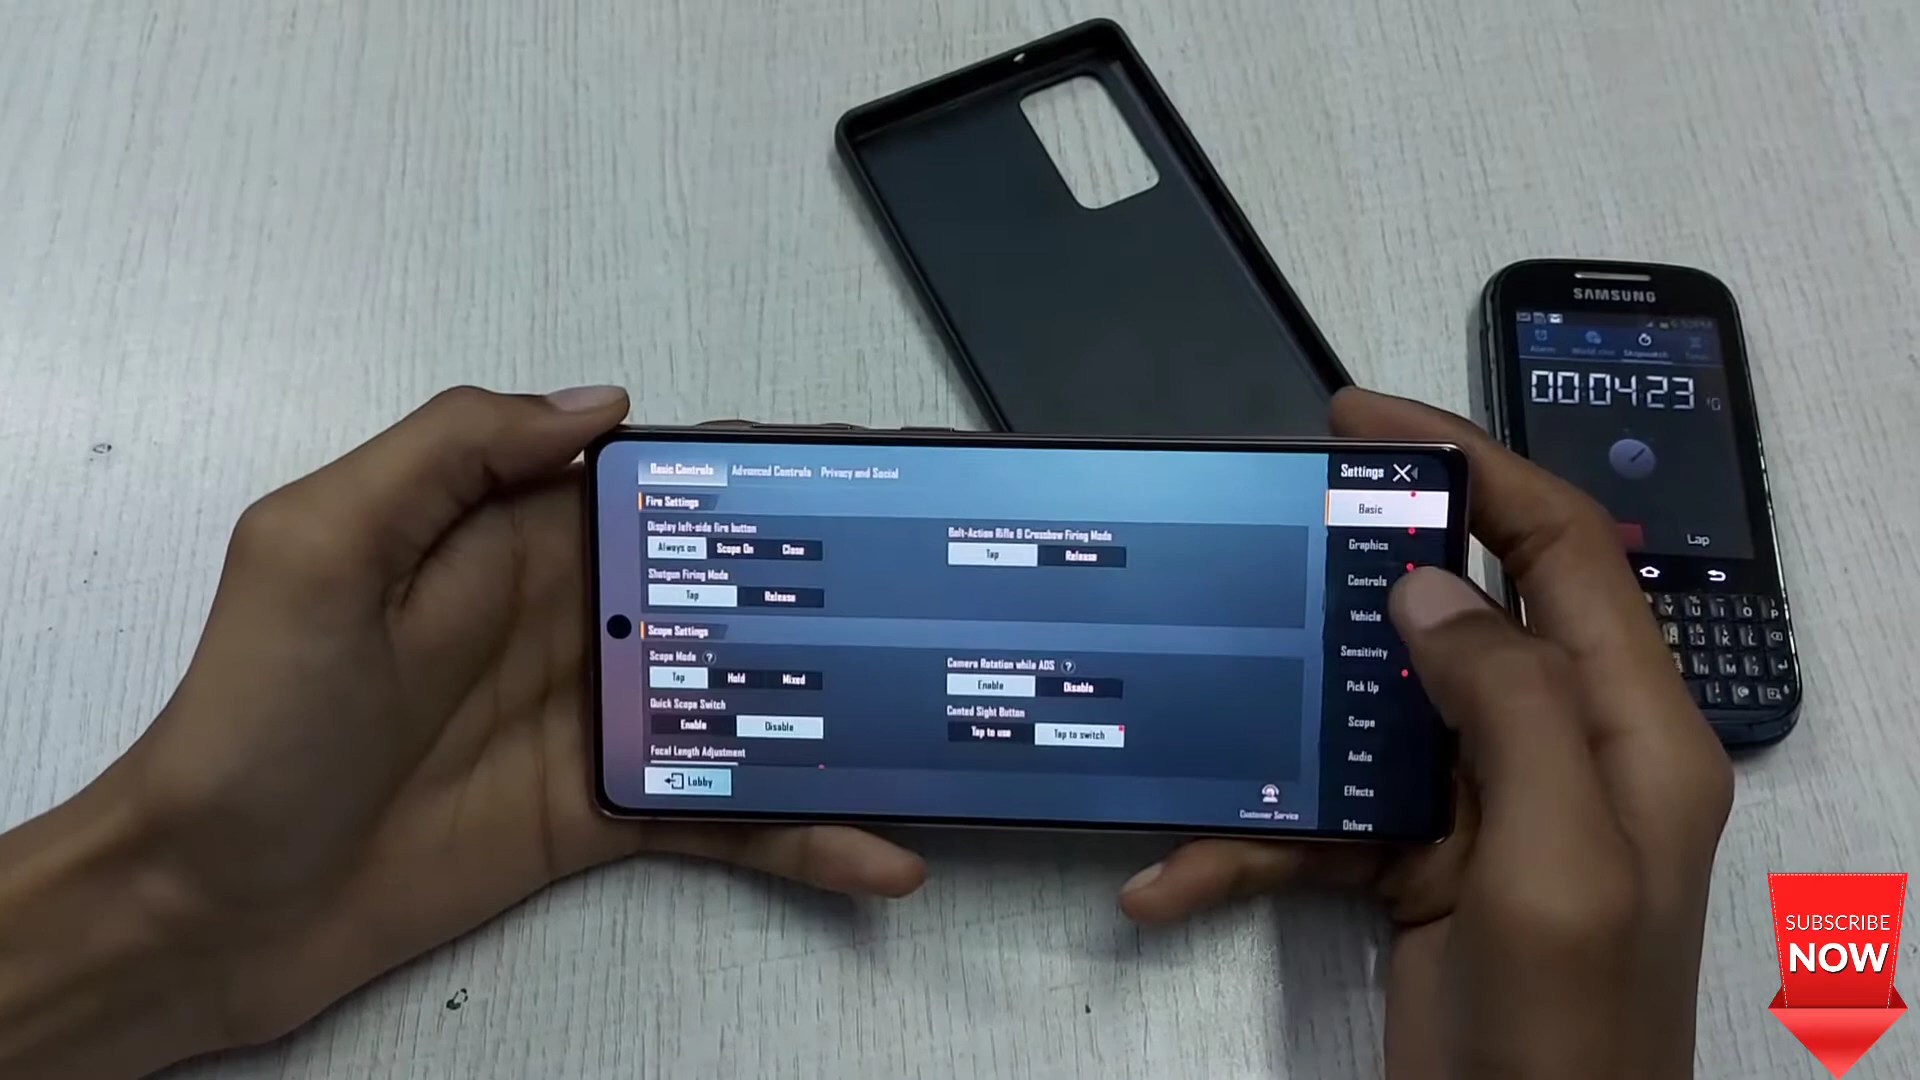 SAMSUNG
Alarm
Stopwatch
00:04:23
Lap
Basic Controls Advanced Controls Privacy and Social
Fire Settings
Display left-side fire button
Always on Scope On Close
Bolt-Action Rifle & Crossbow Firing Mode
Tap Release
Shotgun Firing Mode
Tap Release
Scope Settings
Scope Mode ?
Tap Hold Mixed
Camera Rotation while ADS ?
Enable Disable
Quick Scope Switch
Enable Disable
Canted Sight Button
Tap to use Tap to switch
Focal Length Adjustment
Lobby
Customer Service
Settings X
Basic
Graphics
Controls
Vehicle
Sensitivity
Pick Up
Scope
Audio
Effects
Others
SUBSCRIBE
NOW